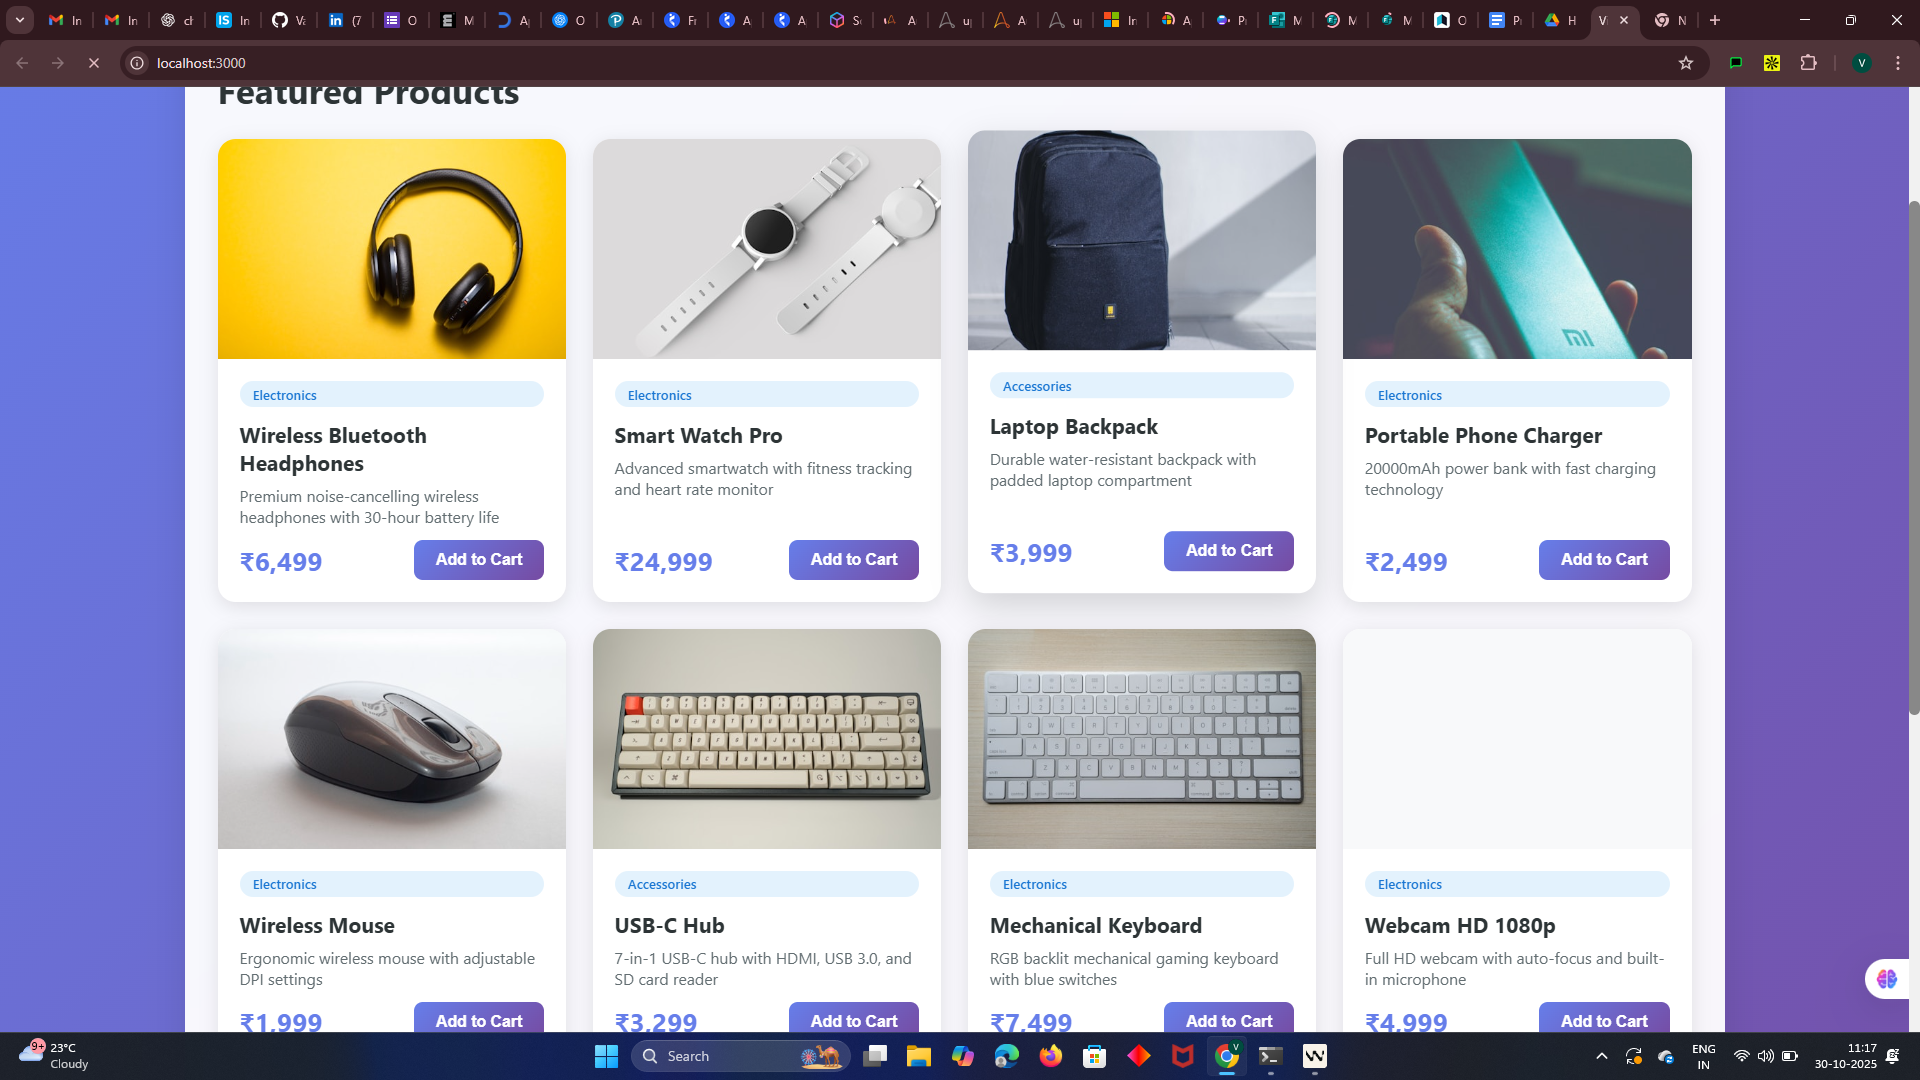 localhost:3000
V
Featured Products
Electronics
Electronics
Accessories
Electronics
Wireless Bluetooth
Headphones
Smart Watch Pro
Laptop Backpack
Portable Phone Charger
Premium noise-cancelling wireless
headphones with 30-hour battery life
Advanced smartwatch with fitness tracking
and heart rate monitor
Durable water-resistant backpack with
padded laptop compartment
20000mAh power bank with fast charging
technology
₹6,499
Add to Cart
₹24,999
Add to Cart
₹3,999
Add to Cart
₹2,499
Add to Cart
Electronics
Accessories
Electronics
Electronics
Wireless Mouse
USB-C Hub
Mechanical Keyboard
Webcam HD 1080p
Ergonomic wireless mouse with adjustable
DPI settings
7-in-1 USB-C hub with HDMI, USB 3.0, and
SD card reader
RGB backlit mechanical gaming keyboard
with blue switches
Full HD webcam with auto-focus and built-
in microphone
₹1,999
Add to Cart
₹3,299
Add to Cart
₹7,499
Add to Cart
₹4,999
Add to Cart
9+
23°C
Cloudy
Search
ENG
IN
11:17
30-10-2025